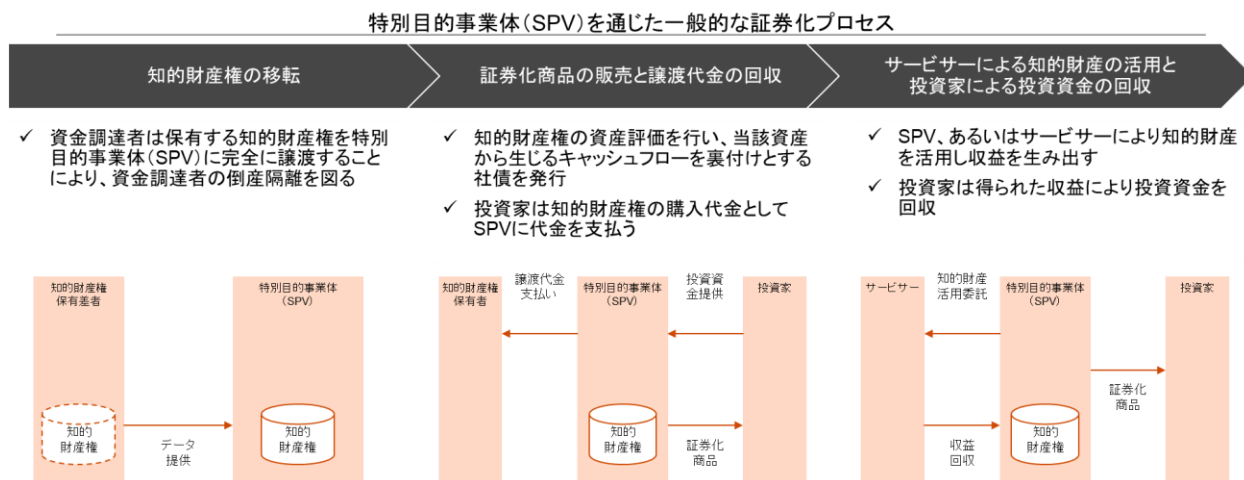 特別目的事業体(SPV)を通じた一般的な証券化プロセス
知的財産権の移転
証券化商品の販売と譲渡代金の回収
サービサーによる知的財産の活用と
投資家による投資資金の回収
✓ 資金調達者は保有する知的財産権を特別
目的事業体(SPV)に完全に譲渡すること
により、資金調達者の倒産隔離を図る
✓ 知的財産権の資産評価を行い、当該資産
から生じるキャッシュフローを裏付けとする
社債を発行
✓ 投資家は知的財産権の購入代金として
SPVに代金を支払う
✓ SPV、あるいはサービサーにより知的財産
を活用し収益を生み出す
✓ 投資家は得られた収益により投資資金を
回収
知的財産権
保有差者
特別目的事業体
(SPV)
知的
財産権
データ
提供
知的
財産権
知的財産権
保有者
譲渡代金
支払い
特別目的事業体
(SPV)
投資資
金提供
投資家
知的
財産権
証券化
商品
サービサー
知的財産
活用委託
特別目的事業体
(SPV)
投資家
証券化
商品
収益
回収
知的
財産権